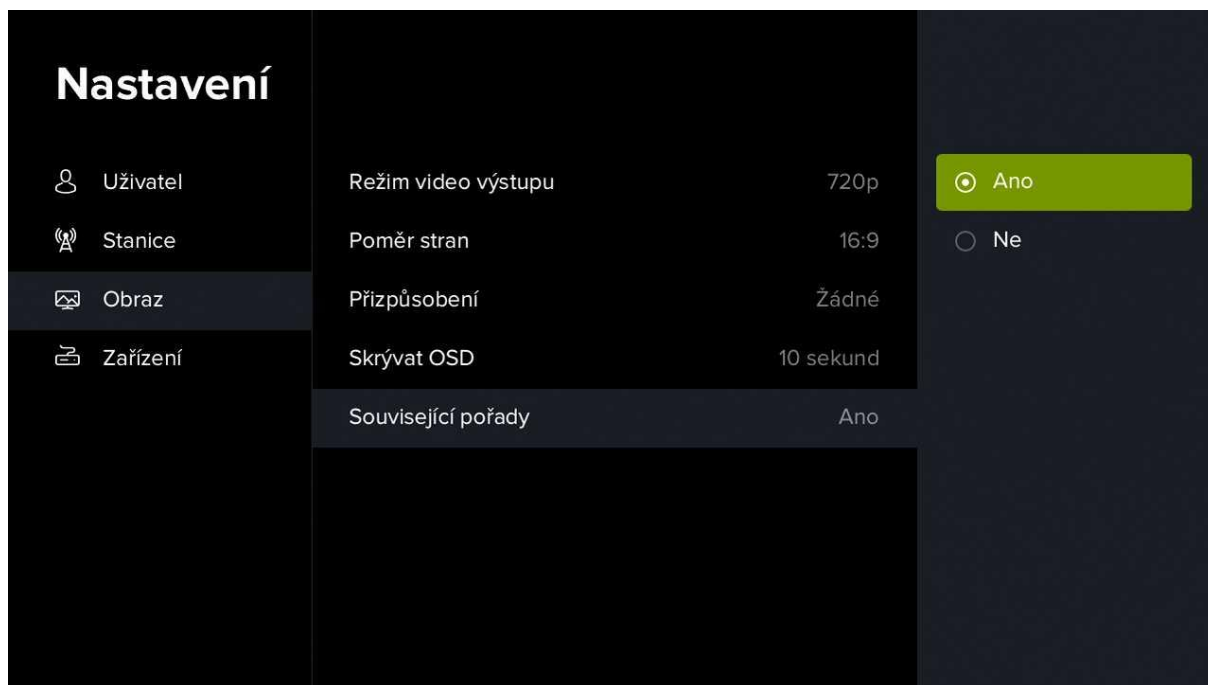 Nastavení
Uživatel
Stanice
Obraz
Zařízení
Režim video výstupu 720p
Poměr stran 16:9
Přizpůsobení Žádné
Skrývat OSD 10 sekund
Související pořady Ano
Ano
Ne